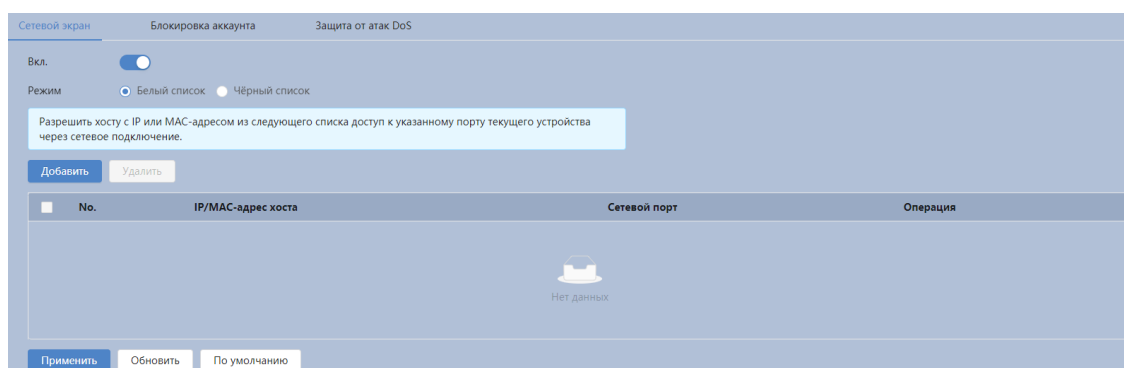 Сетевой экран Блокировка аккаунта Защита от атак DoS
Вкл.
Режим Белый список Чёрный список
Разрешить хосту с IP или MAC-адресом из следующего списка доступ к указанному порту текущего устройства
через сетевое подключение.
Добавить Удалить
No. IP/MAC-адрес хоста Сетевой порт Операция
Нет данных
Применить Обновить По умолчанию